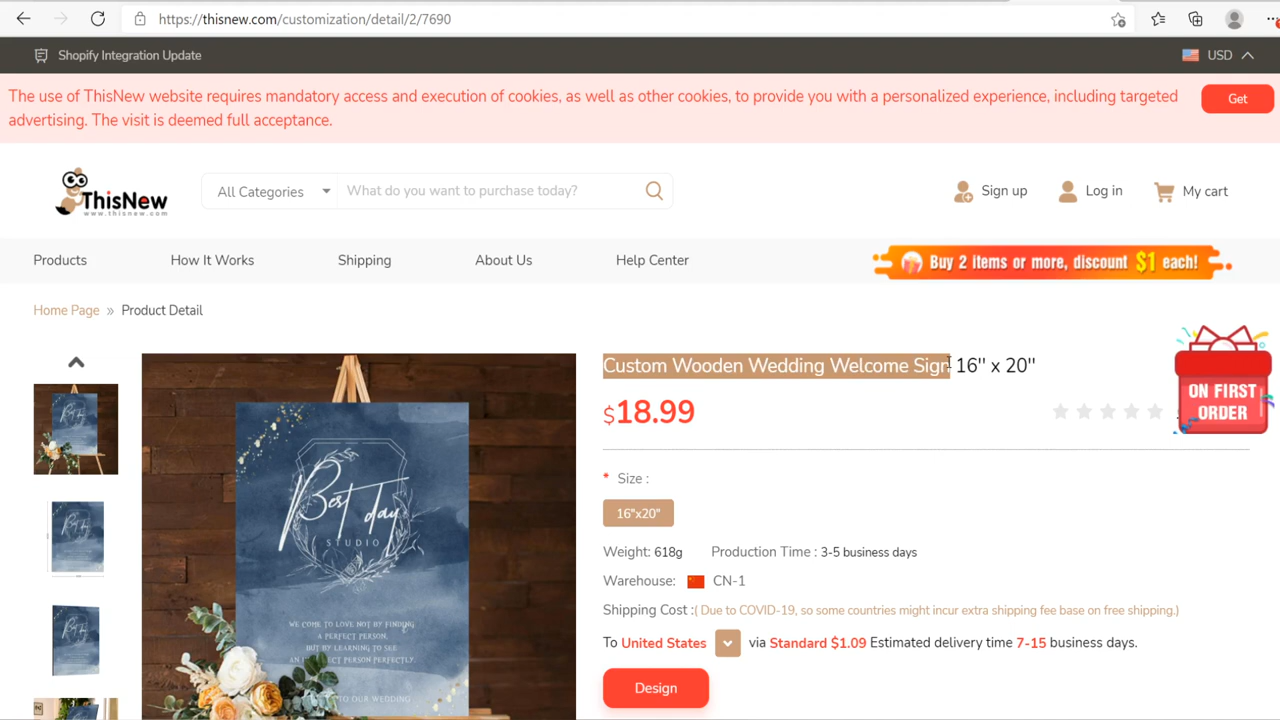 https://thisnew.com/customization/detail/2/7690
Shopify Integration Update
USD
The use of ThisNew website requires mandatory access and execution of cookies, as well as other cookies, to provide you with a personalized experience, including targeted
advertising. The visit is deemed full acceptance.
Get
ThisNew
www.thisnew.com
All Categories
What do you want to purchase today?
Sign up
Log in
My cart
Products
How It Works
Shipping
About Us
Help Center
Buy 2 items or more, discount $1 each!
Home Page » Product Detail
Custom Wooden Wedding Welcome Sign 16'' x 20''
$18.99
ON FIRST
ORDER
* Size :
16"x20"
Weight: 618g Production Time : 3-5 business days
Warehouse: CN-1
Shipping Cost :( Due to COVID-19, so some countries might incur extra shipping fee base on free shipping.)
To United States via Standard $1.09 Estimated delivery time 7-15 business days.
Design
Best day
STUDIO
WE COME TO LOVE NOT BY FINDING
A PERFECT PERSON,
BUT BY LEARNING TO SEE
AN IMPERFECT PERSON PERFECTLY.
TO OUR WEDDING